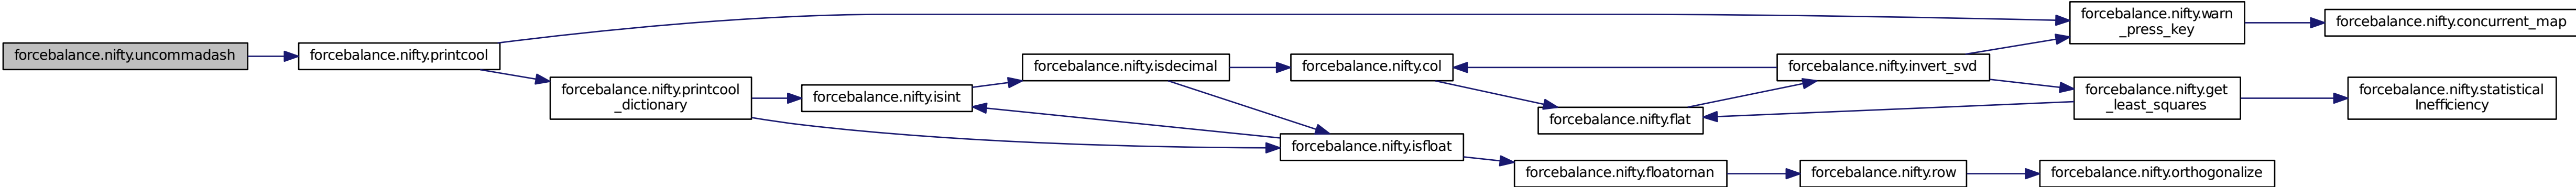 forcebalance.nifty.uncommadash
forcebalance.nifty.printcool
forcebalance.nifty.printcool
_dictionary
forcebalance.nifty.isint
forcebalance.nifty.isdecimal
forcebalance.nifty.isfloat
forcebalance.nifty.col
forcebalance.nifty.flat
forcebalance.nifty.floatornan
forcebalance.nifty.invert_svd
forcebalance.nifty.row
forcebalance.nifty.warn
_press_key
forcebalance.nifty.get
_least_squares
forcebalance.nifty.orthogonalize
forcebalance.nifty.concurrent_map
forcebalance.nifty.statistical
Inefficiency